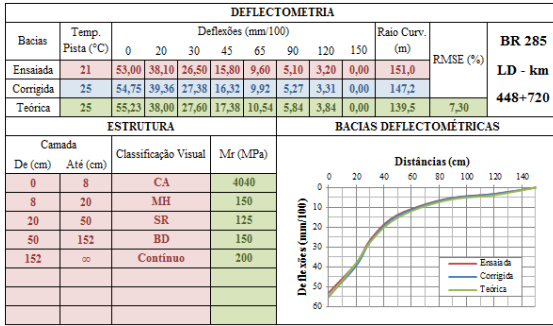 DEFLECTOMETRIA
Bacias Temp. Pista (°C) Deflexões (mm/100) Raio Curv. (m) RMSE (%) BR 285 LD - km 448+720
0 20 30 45 65 90 120 150
Ensaiada 21 53,00 38,10 26,50 15,80 9,60 5,10 3,20 0,00 151,0
Corrigida 25 54,75 39,36 27,38 16,32 9,92 5,27 3,31 0,00 147,2
Teórica 25 55,23 38,00 27,60 17,38 10,54 5,84 3,84 0,00 139,5 7,30
ESTRUTURA
Camada Classificação Visual Mr (MPa)
De (cm) Até (cm)
0 8 CA 4040
8 20 MH 150
20 50 SR 125
50 152 BD 150
152 ∞ Contínuo 200
BACIAS DEFLECTOMÉTRICAS
Distâncias (cm)
0 20 40 60 80 100 120 140
Deflexões (mm/100)
0
10
20
30
40
50
60
Ensaiada
Corrigida
Teórica